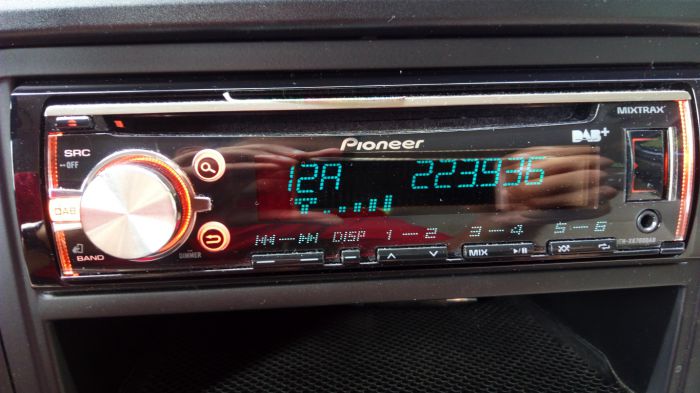 MIXTRAX
Pioneer
DAB+
SRC
OFF
12A 223.936
DAB
DISP 1 — 2 3 — 4 5 — 6
BAND
DIMMER
MIX